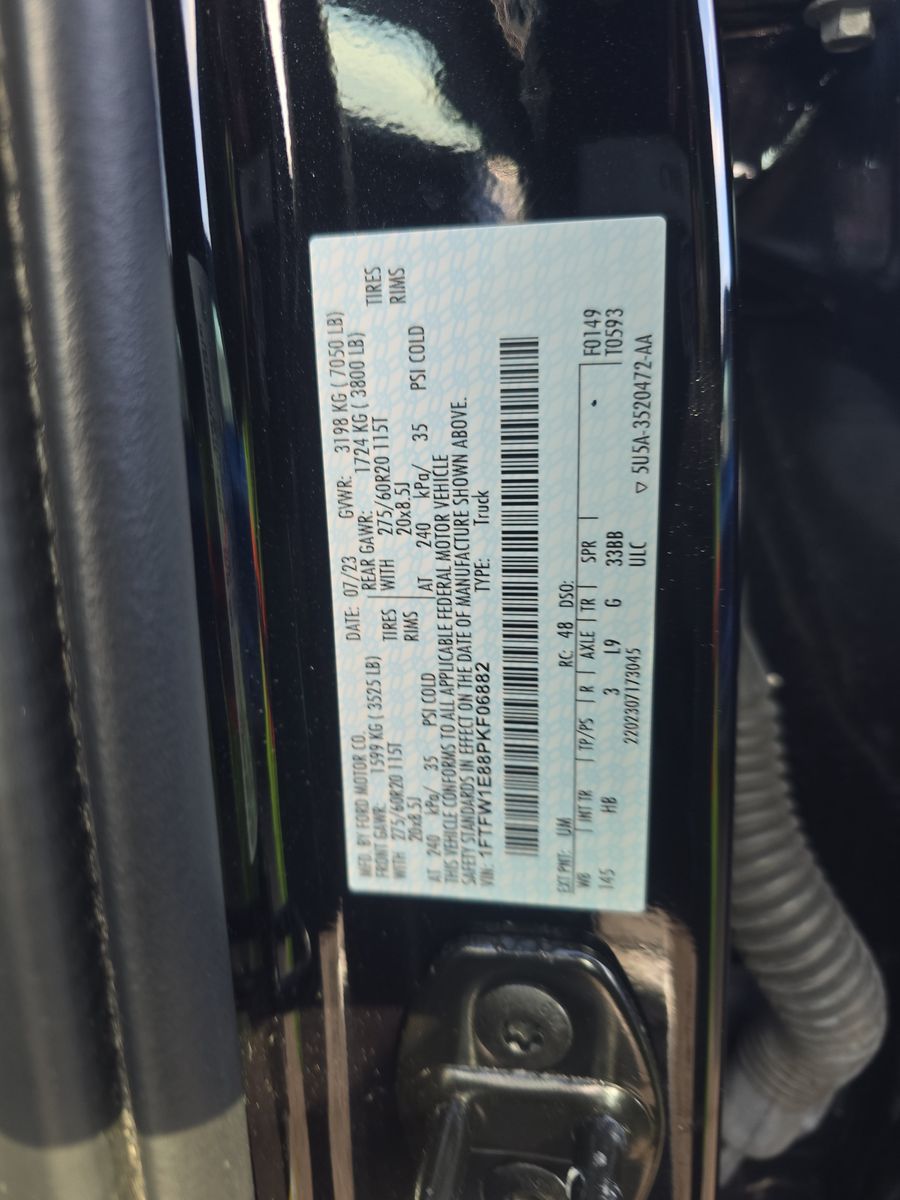 MFD. BY FORD MOTOR CO. DATE: 07/23 GVWR: 3198 KG ( 7050 LB)
FRONT GAWR: 1599 KG ( 3525 LB) REAR GAWR: 1724 KG ( 3800 LB)
WITH 275/60R20 115T TIRES WITH 275/60R20 115T TIRES
20x8.5J RIMS 20x8.5J RIMS
AT 240 kPa/ 35 PSI COLD AT 240 kPa/ 35 PSI COLD
THIS VEHICLE CONFORMS TO ALL APPLICABLE FEDERAL MOTOR VEHICLE
SAFETY STANDARDS IN EFFECT ON THE DATE OF MANUFACTURE SHOWN ABOVE.
VIN: 1FTFW1E88PKF06882 TYPE: Truck
EXT PNT: UM RC: 48 DSO:
WB INT TR TP/PS R AXLE TR SPR F0149
145 HB 3 L9 G 33BB T0593
2202307173045 ULC ▽ 5U5A-3520472-AA